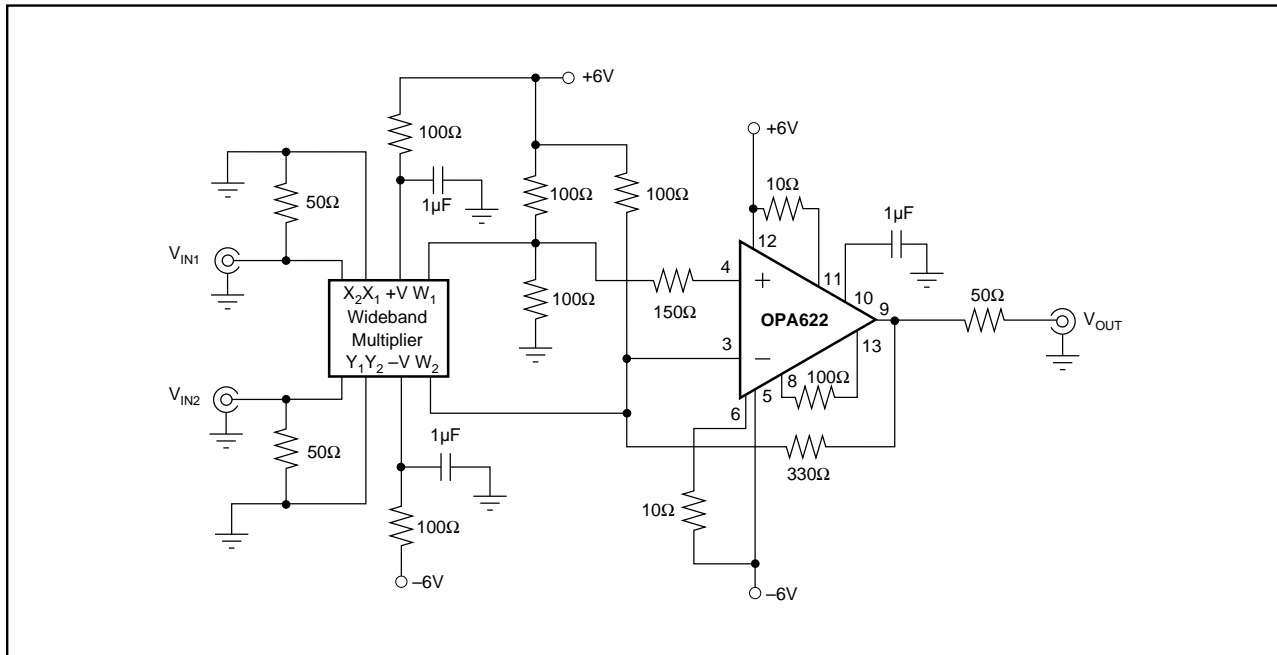 +6V
100Ω
+6V
100Ω
100Ω
10Ω
1µF
50Ω
1µF
12
11
V_IN1
4
+
10
50Ω
X₂X₁ +V W₁
100Ω
150Ω
9
V_OUT
Wideband
OPA622
Multiplier
3
–
13
Y₁Y₂ –V W₂
8
100Ω
5
V_IN2
6
1µF
50Ω
330Ω
10Ω
100Ω
–6V
–6V